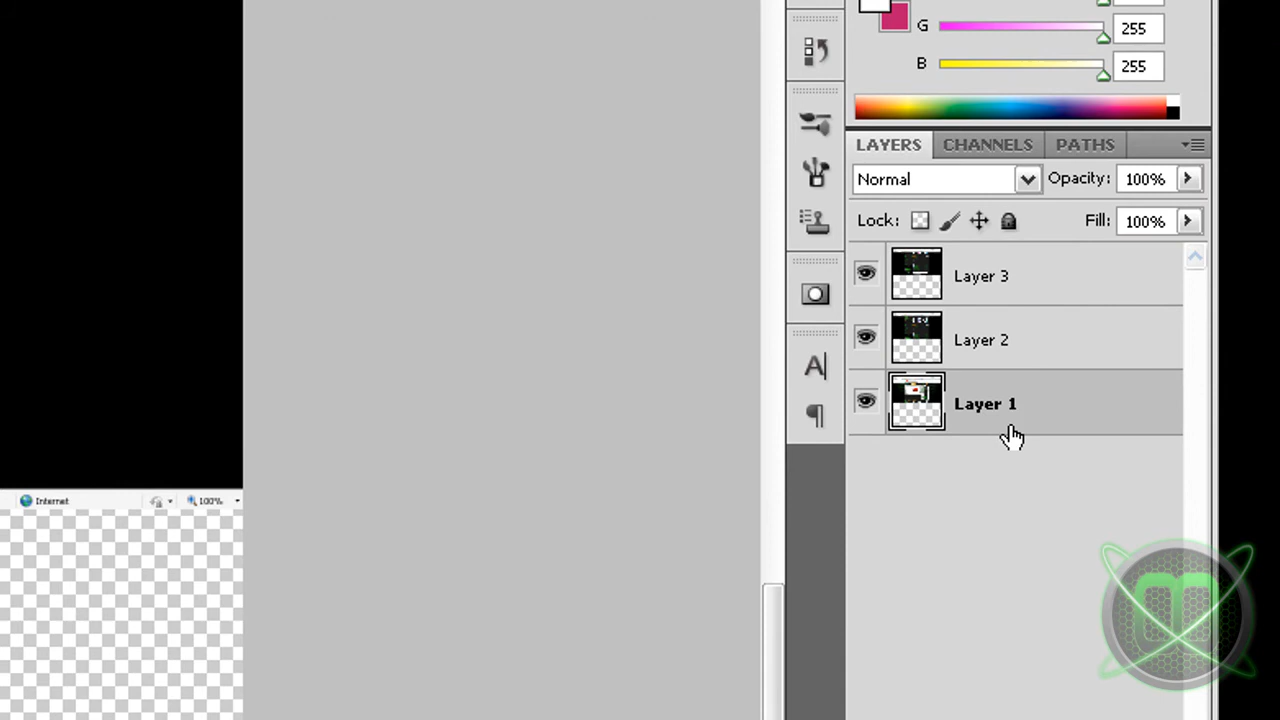 G 255
B 255
LAYERS CHANNELS PATHS
Normal Opacity: 100%
Lock: Fill: 100%
Layer 3
Layer 2
Layer 1
Internet 100%